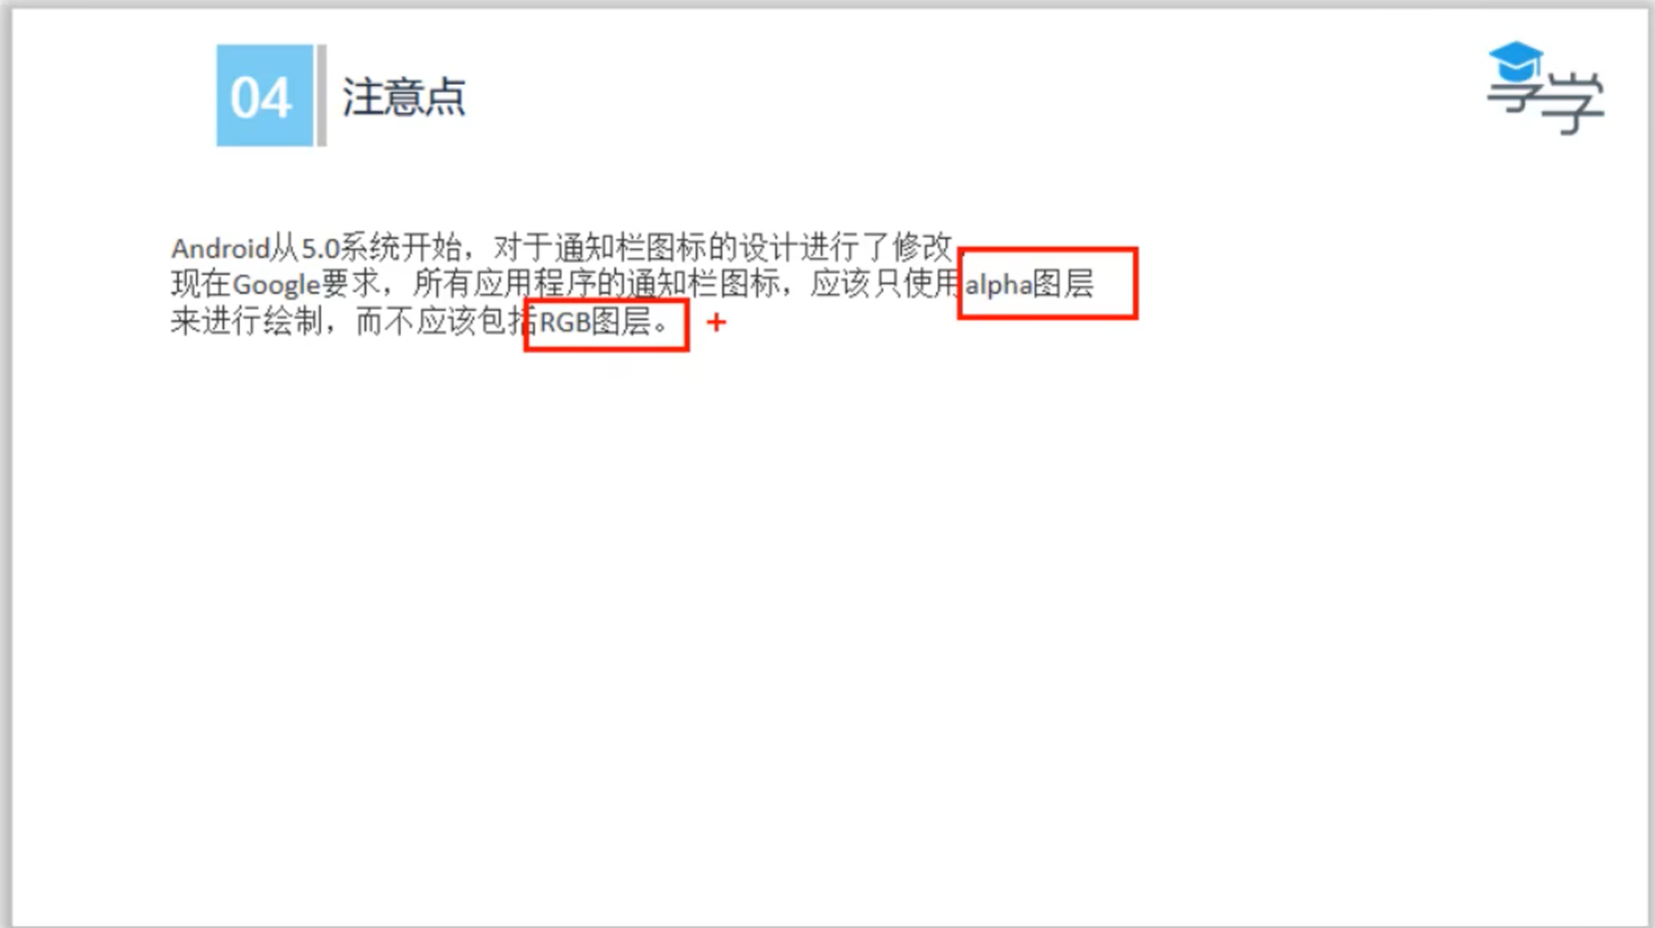 04 注意点
享学
Android从5.0系统开始，对于通知栏图标的设计进行了修改，
现在Google要求，所有应用程序的通知栏图标，应该只使用alpha图层
来进行绘制，而不应该包括RGB图层。